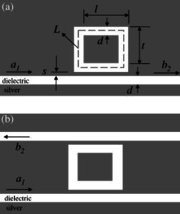 (a)
l
L
d
t
a1
s
b2
dielectric
silver
d
(b)
b2
a1
dielectric
silver